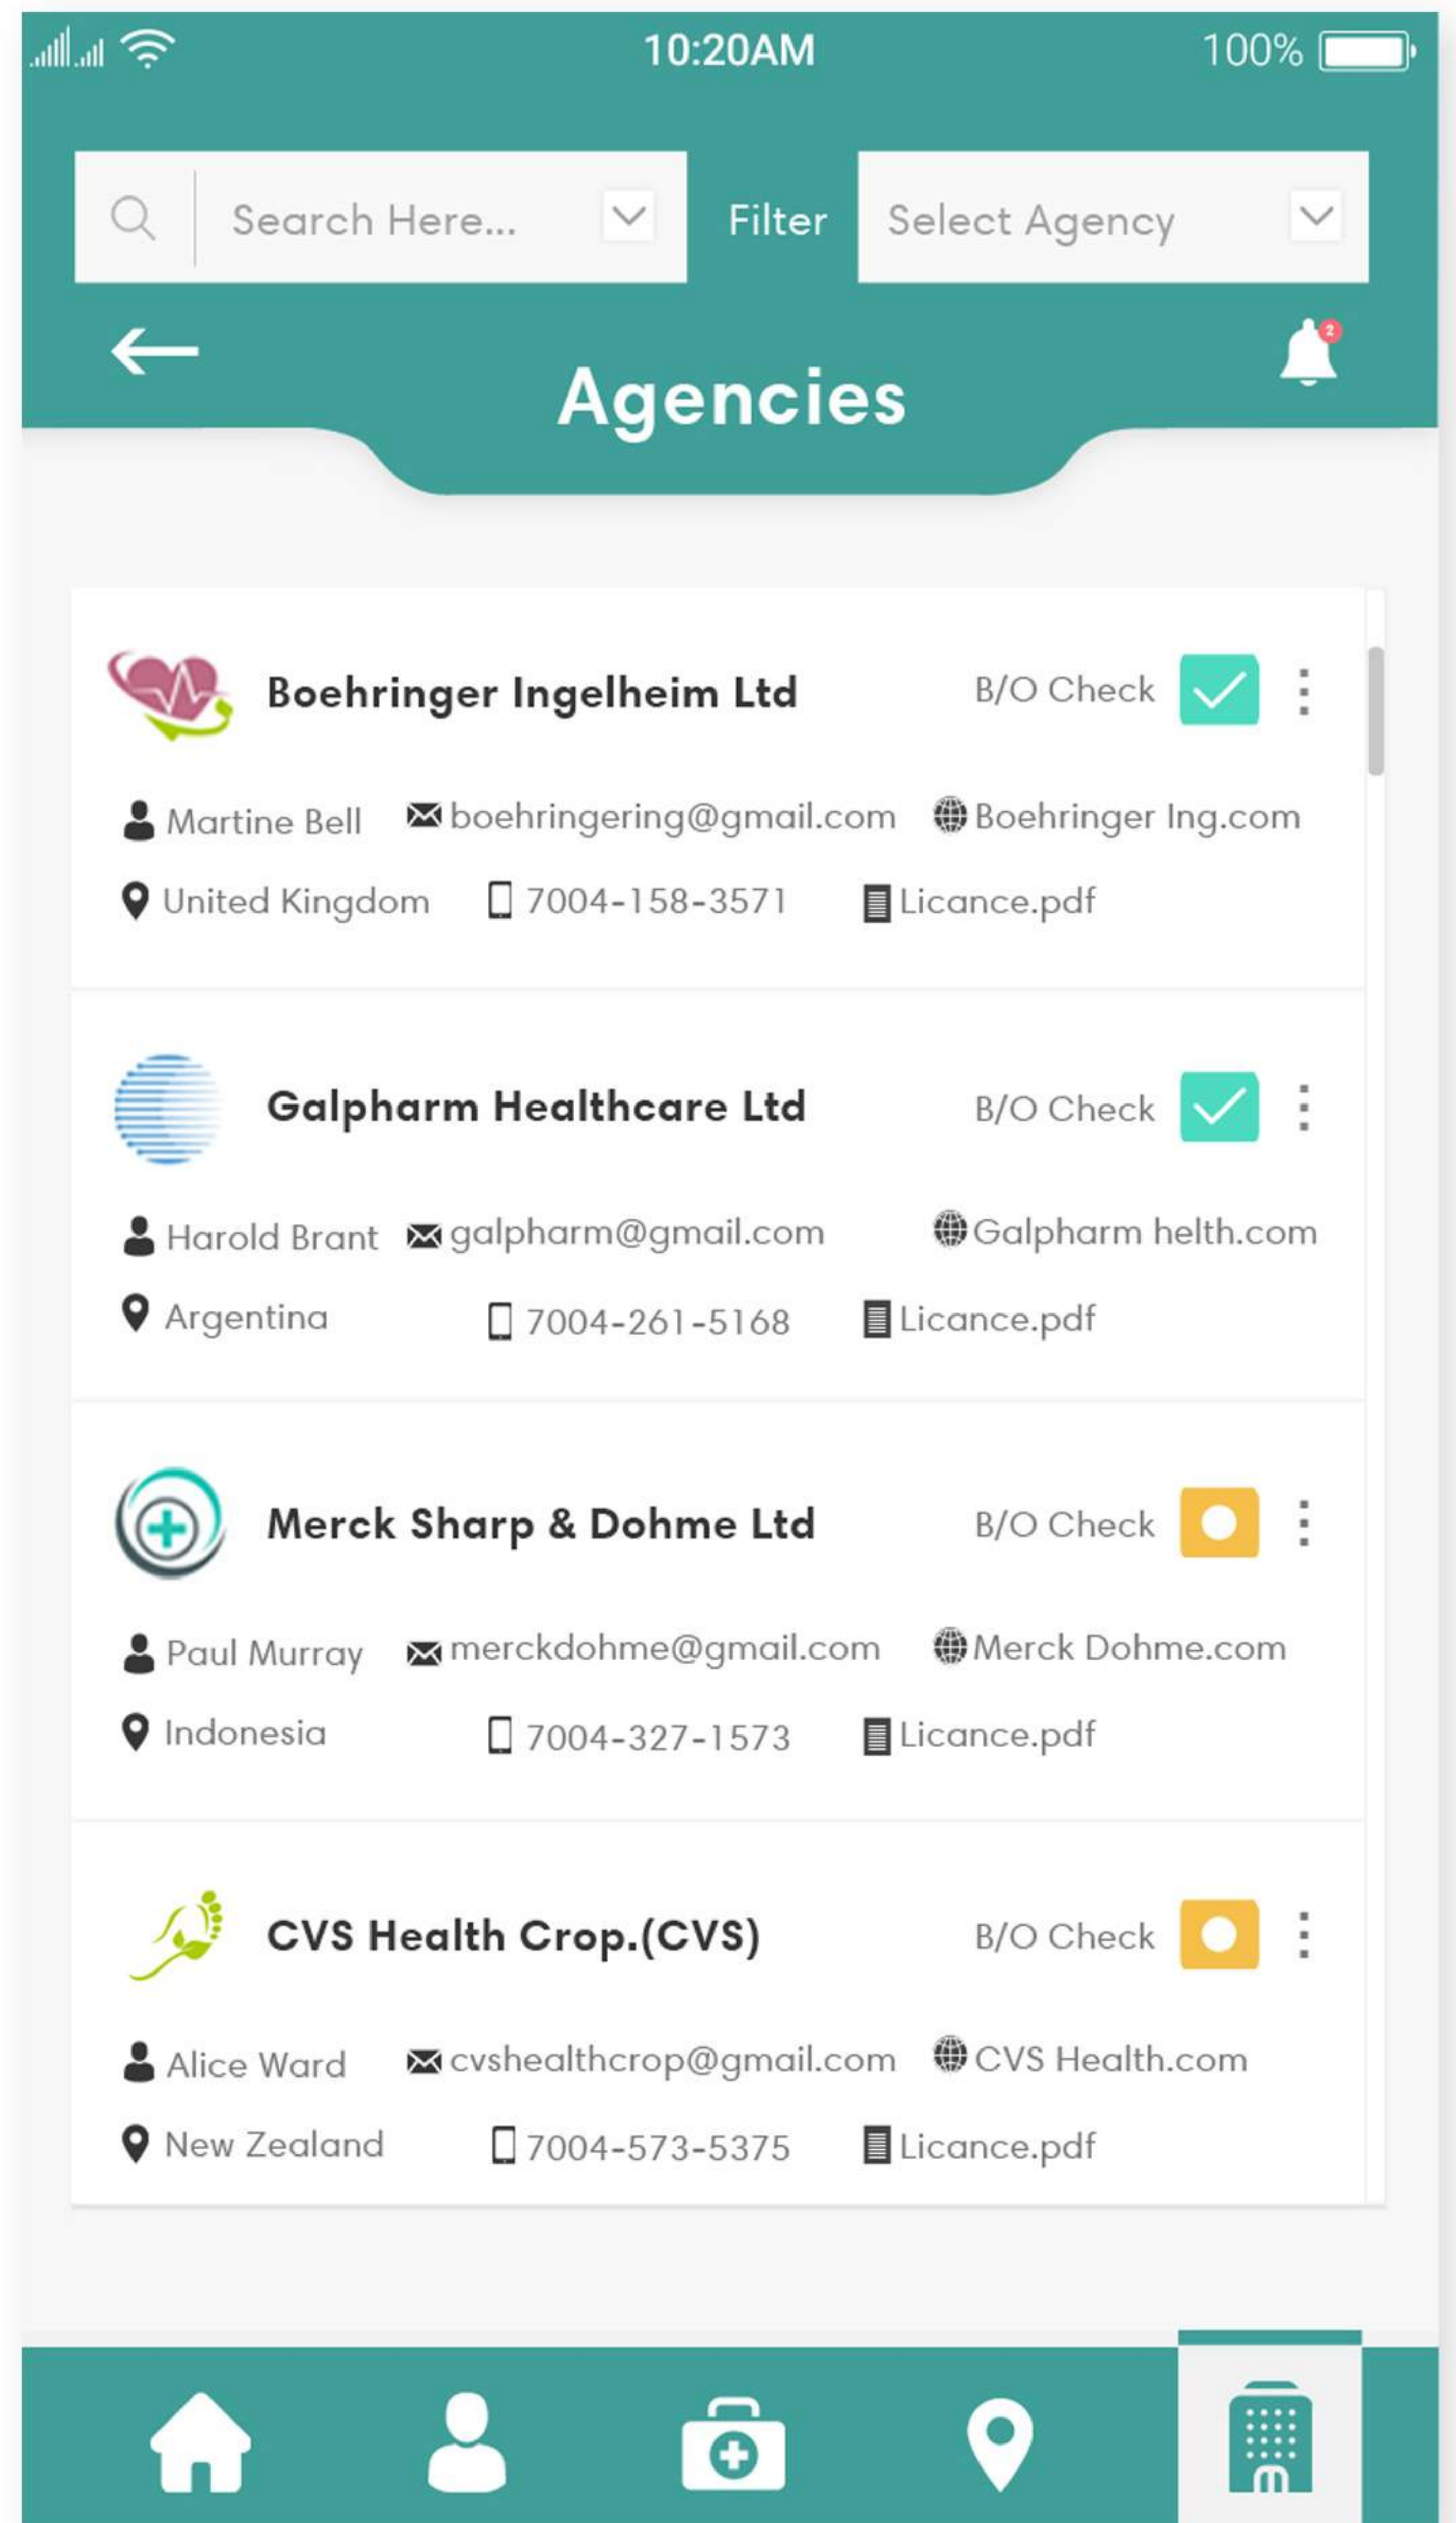 10:20AM 100%
Search Here... Filter Select Agency
2
Agencies
Boehringer Ingelheim Ltd B/O Check
Martine Bell boehringering@gmail.com Boehringer Ing.com
United Kingdom 7004-158-3571 Licance.pdf
Galpharm Healthcare Ltd B/O Check
Harold Brant galpharm@gmail.com Galpharm helth.com
Argentina 7004-261-5168 Licance.pdf
Merck Sharp & Dohme Ltd B/O Check
Paul Murray merckdohme@gmail.com Merck Dohme.com
Indonesia 7004-327-1573 Licance.pdf
CVS Health Crop.(CVS) B/O Check
Alice Ward cvshealthcrop@gmail.com CVS Health.com
New Zealand 7004-573-5375 Licance.pdf